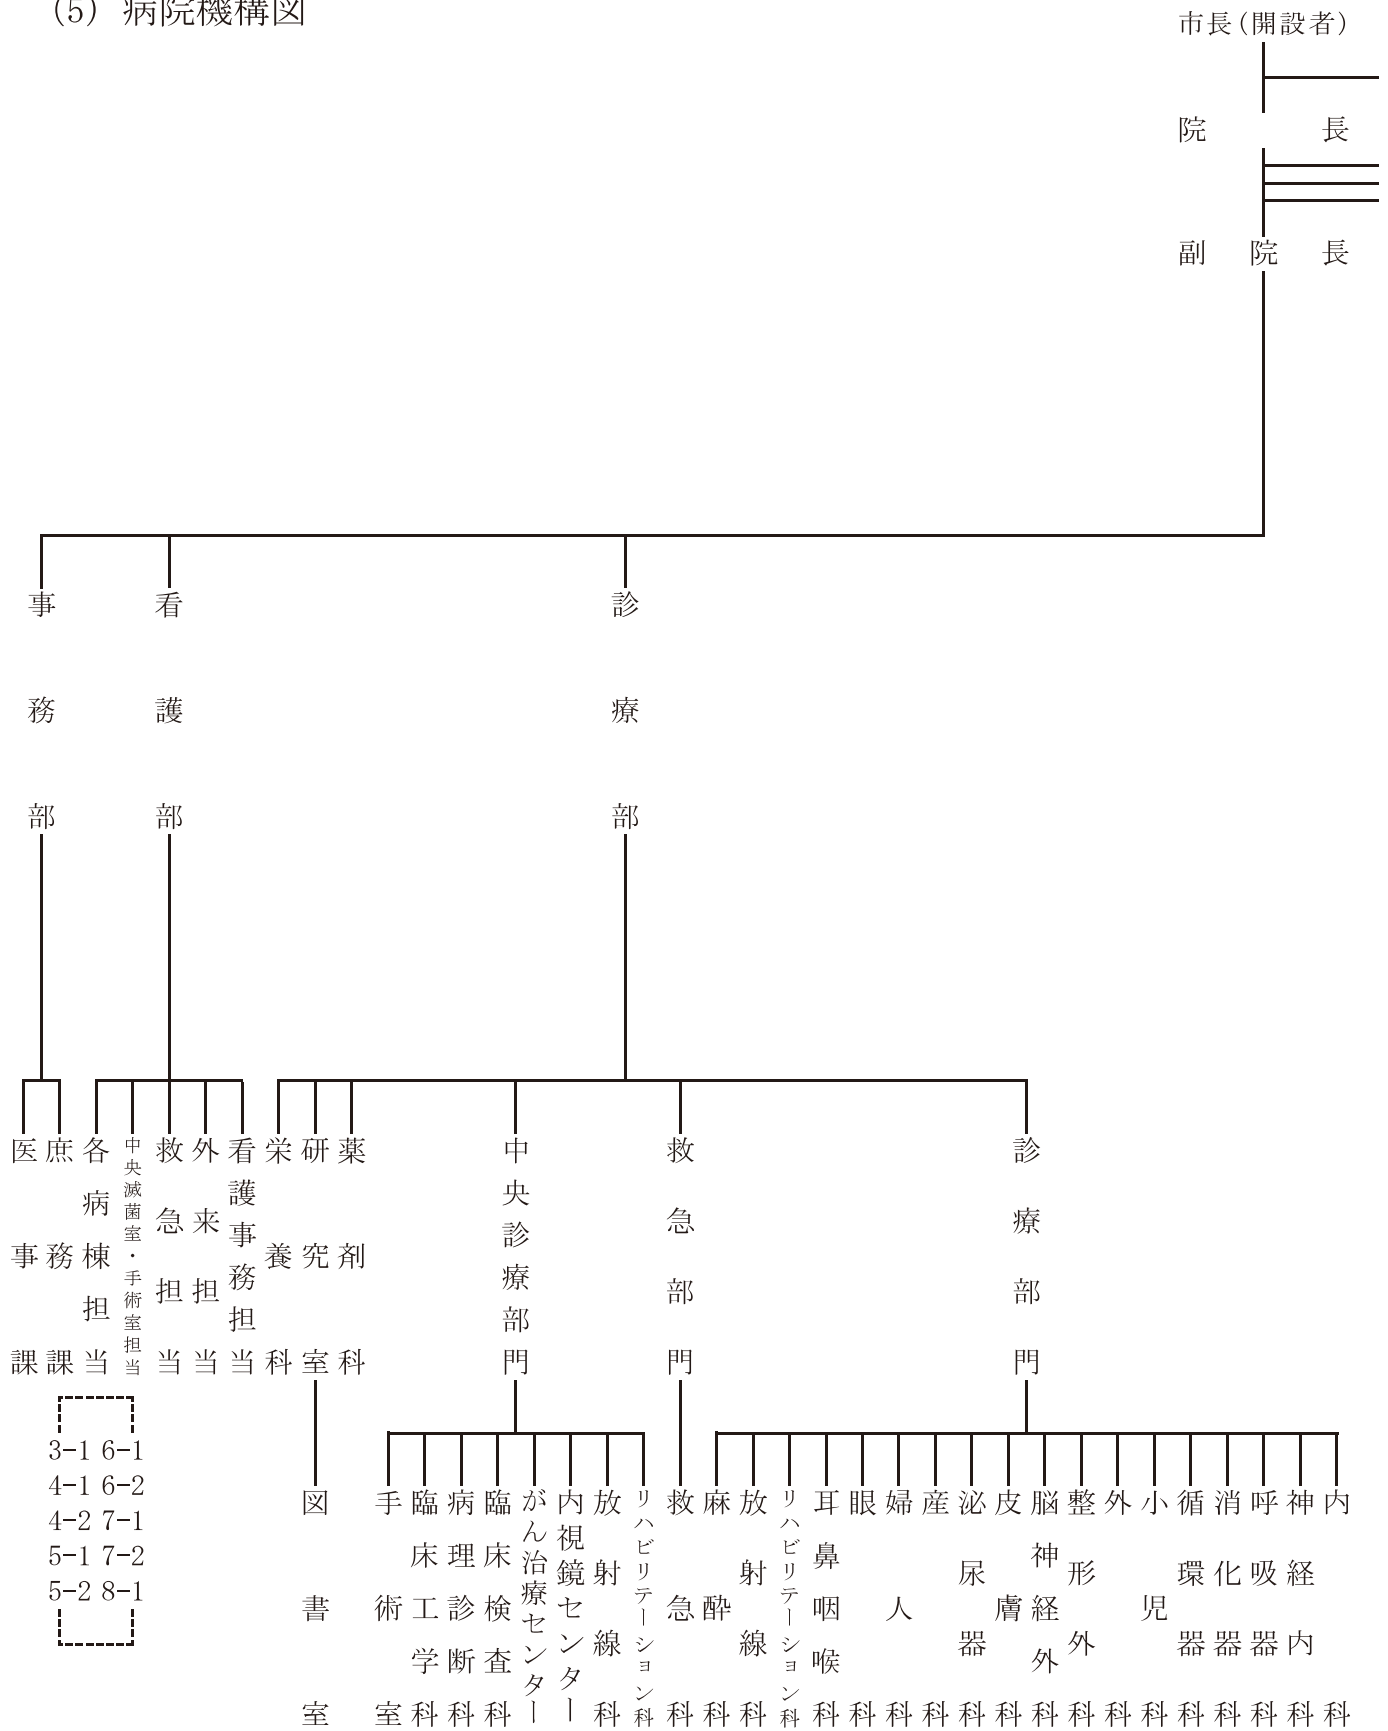 (5) 病院機構図
市長(開設者)
院長
副院長
診療部
看護部
事務部
診療部門
救急部門
中央診療部門
薬剤科
研究室
栄養科
看護事務担当
外来担当
救急担当
中央滅菌室・手術室担当
各病棟担当
庶務課
医事課
内科
神経内科
呼吸器科
消化器科
循環器科
小児科
外科
整形外科
脳神経外科
皮膚科
泌尿器科
産科
婦人科
眼科
耳鼻咽喉科
リハビリテーション科
放射線科
麻酔科
救急科
リハビリテーション科
放射線科
内視鏡センター
がん治療センター
臨床検査科
病理診断科
臨床工学科
手術室
図書室
3-1 6-1
4-1 6-2
4-2 7-1
5-1 7-2
5-2 8-1